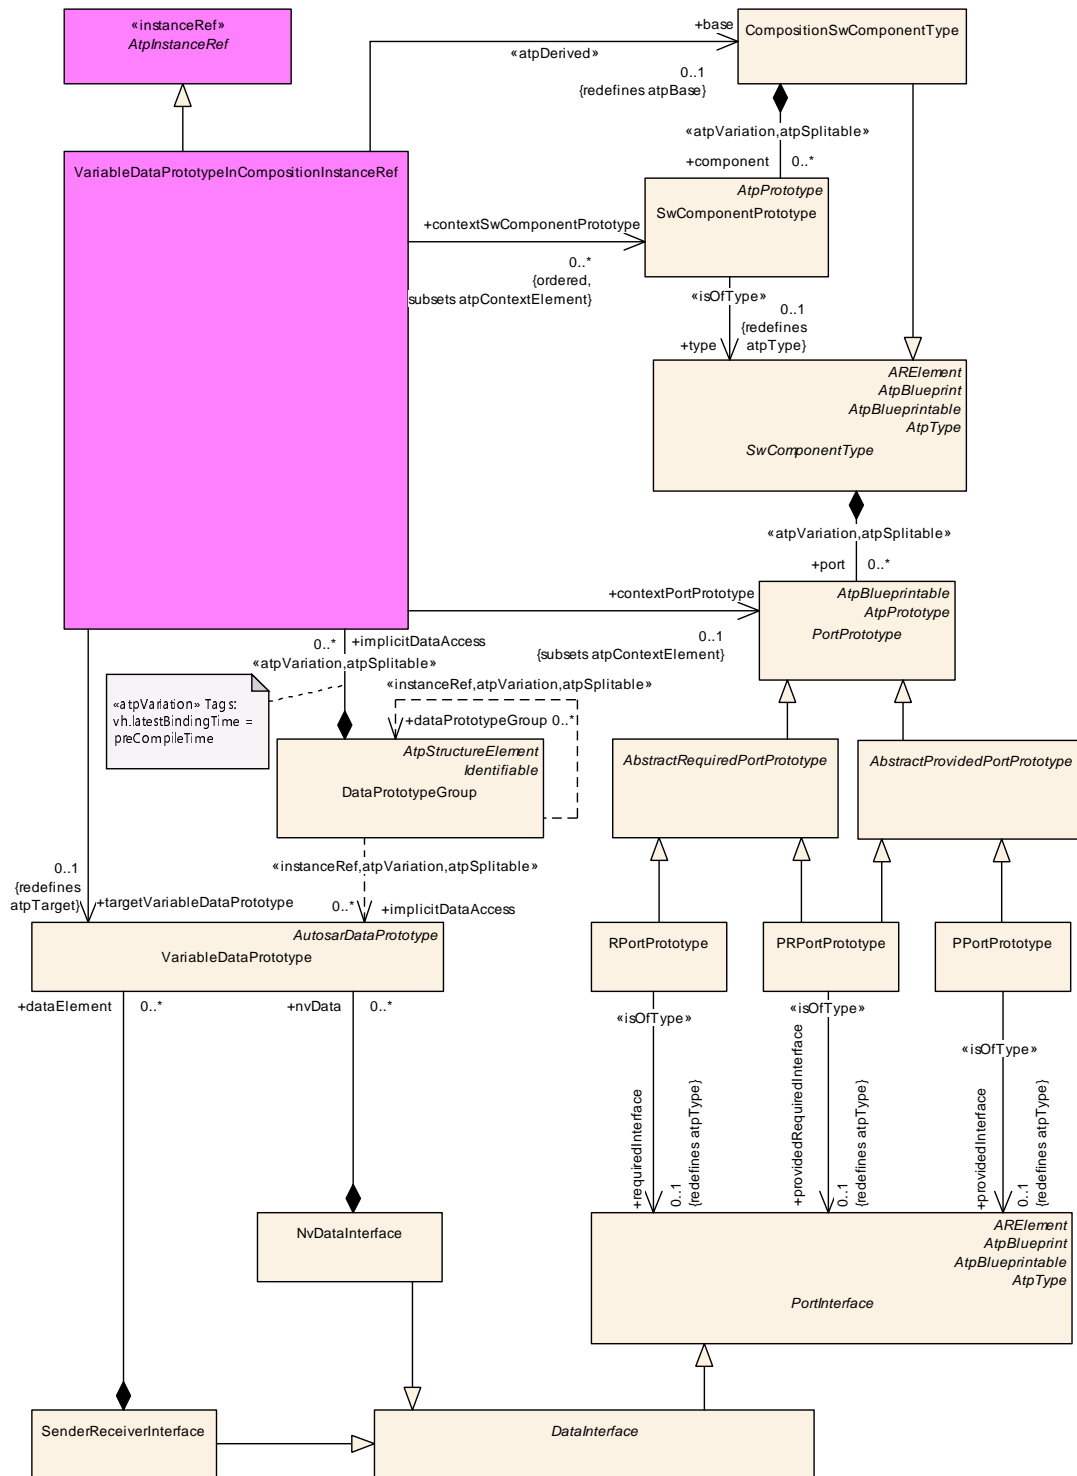 «instanceRef»
AtpInstanceRef
+base
CompositionSwComponentType
«atpDerived»
0..1
{redefines atpBase}
«atpVariation,atpSplitable»
+component 0..*
VariableDataPrototypeInCompositionInstanceRef
AtpPrototype
SwComponentPrototype
+contextSwComponentPrototype
0..*
{ordered,
subsets atpContextElement}
«isOfType»
0..1
{redefines
atpType}
+type
ARElement
AtpBlueprint
AtpBlueprintable
AtpType
SwComponentType
«atpVariation,atpSplitable»
+port 0..*
+contextPortPrototype
AtpBlueprintable
AtpPrototype
PortPrototype
0..1
{subsets atpContextElement}
0..* +implicitDataAccess
«atpVariation,atpSplitable»
«atpVariation» Tags:
vh.latestBindingTime =
preCompileTime
«instanceRef,atpVariation,atpSplitable»
+dataPrototypeGroup 0..*
AtpStructureElement
Identifiable
DataPrototypeGroup
AbstractRequiredPortPrototype
AbstractProvidedPortPrototype
«instanceRef,atpVariation,atpSplitable»
0..1
{redefines
atpTarget}
+targetVariableDataPrototype
0..* +implicitDataAccess
AutosarDataPrototype
VariableDataPrototype
RPortPrototype
PRPortPrototype
PPortPrototype
+dataElement 0..*
+nvData 0..*
«isOfType»
«isOfType»
«isOfType»
+requiredInterface
0..1
{redefines atpType}
+providedRequiredInterface
0..1
{redefines atpType}
+providedInterface
0..1
{redefines atpType}
NvDataInterface
ARElement
AtpBlueprint
AtpBlueprintable
AtpType
PortInterface
SenderReceiverInterface
DataInterface